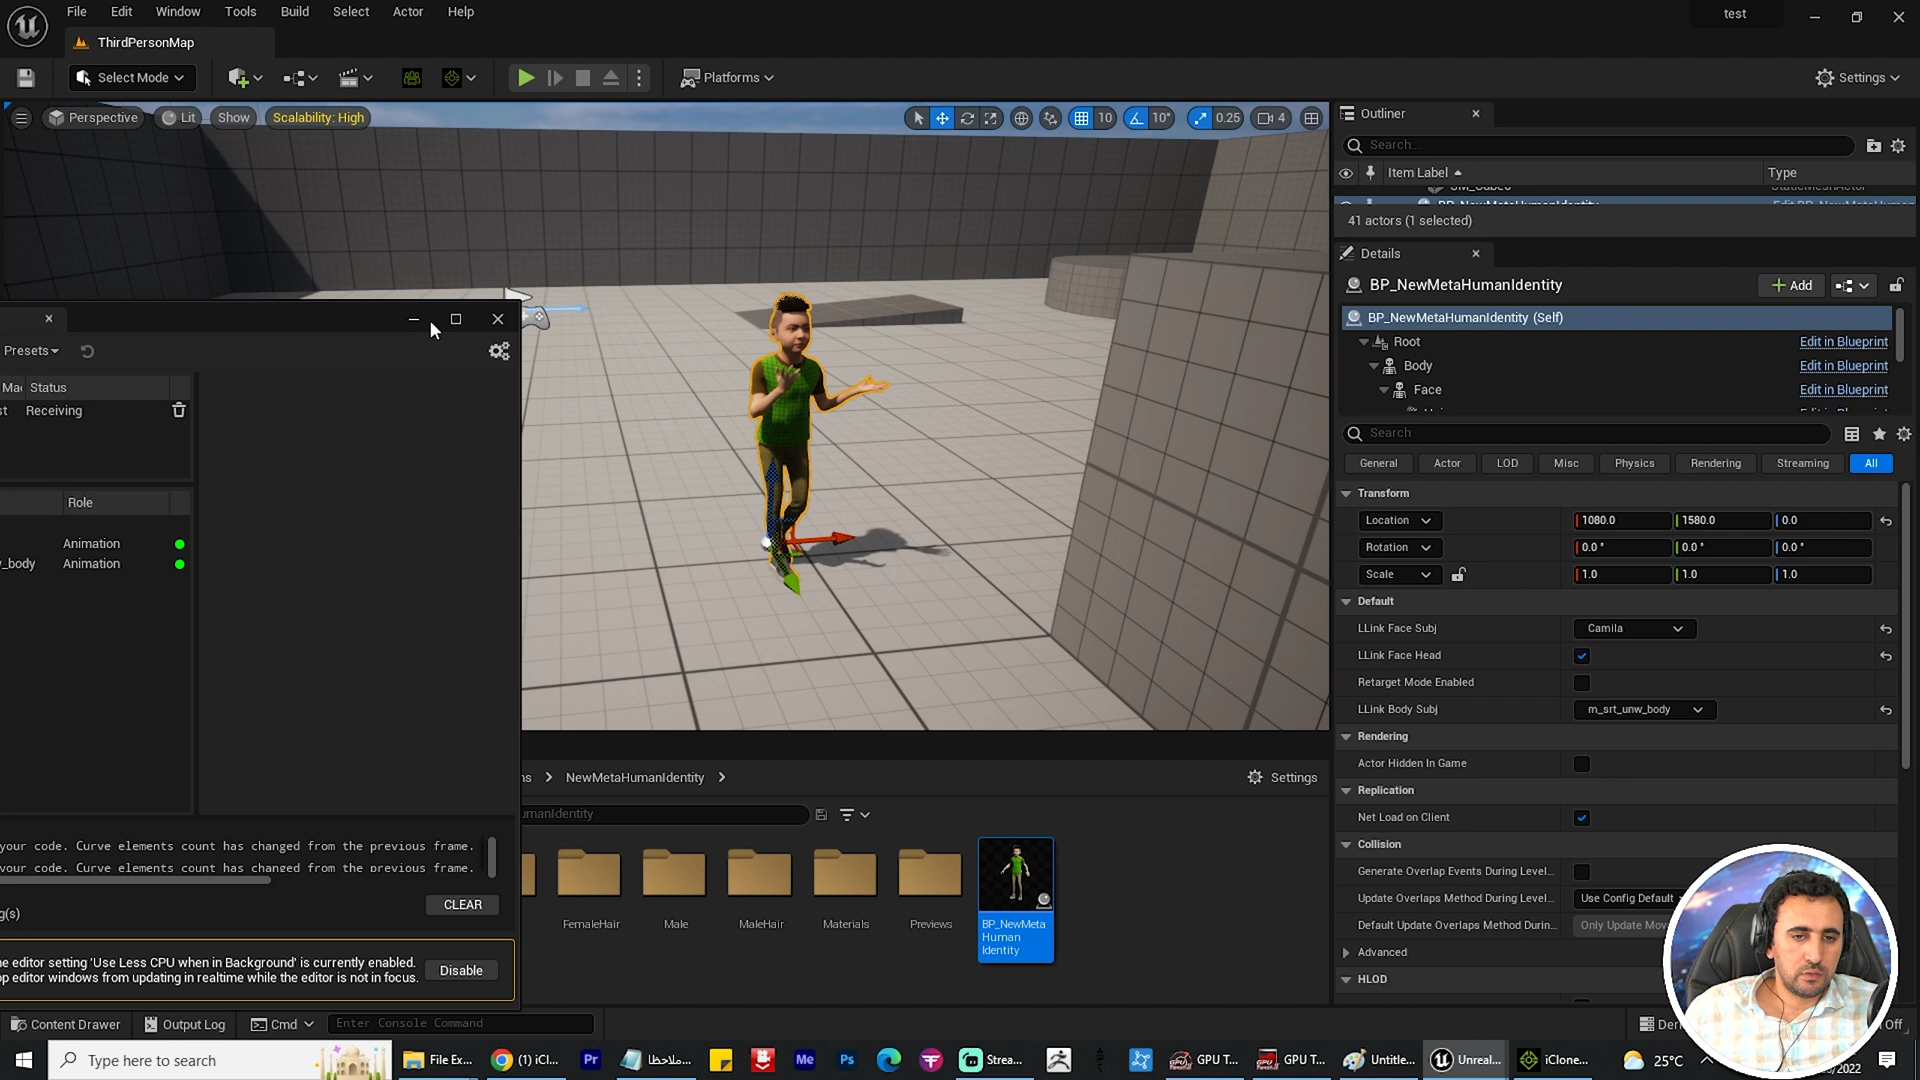 File Edit Window Tools Build Select Actor Help
test
ThirdPersonMap
Select Mode
Platforms
Settings
Perspective Lit Show Scalability: High
10 10° 0.25 4
Outliner
Search...
Item Label Type
41 actors (1 selected)
Details
BP_NewMetaHumanIdentity
Add
BP_NewMetaHumanIdentity (Self)
Root Edit in Blueprint
Body Edit in Blueprint
Face Edit in Blueprint
Search
General Actor LOD Misc Physics Rendering Streaming All
Transform
Location 1080.0 1580.0 0.0
Rotation 0.0° 0.0° 0.0°
Scale 1.0 1.0 1.0
Default
LLink Face Subj Camila
LLink Face Head
Retarget Mode Enabled
LLink Body Subj m_srt_unw_body
Rendering
Actor Hidden In Game
Replication
Net Load on Client
Collision
Generate Overlap Events During Level...
Update Overlaps Method During Level... Use Config Default
Default Update Overlaps Method Durin... Only Update Mov
Advanced
HLOD
Presets
Status
Receiving
Role
Animation
_body Animation
your code. Curve elements count has changed from the previous frame.
your code. Curve elements count has changed from the previous frame.
g(s)
CLEAR
e editor setting 'Use Less CPU when in Background' is currently enabled.
p editor windows from updating in realtime while the editor is not in focus.
Disable
ns NewMetaHumanIdentity
Settings
umanIdentity
FemaleHair Male MaleHair Materials Previews
BP_NewMeta
Human
Identity
Content Drawer Output Log Cmd Enter Console Command
Off
Type here to search
File Ex... (1) iCl... Pr ...ملاحظا Me Ps Strea... GPU T... GPU T... Untitle... Unreal... iClone... 25°C
/2022